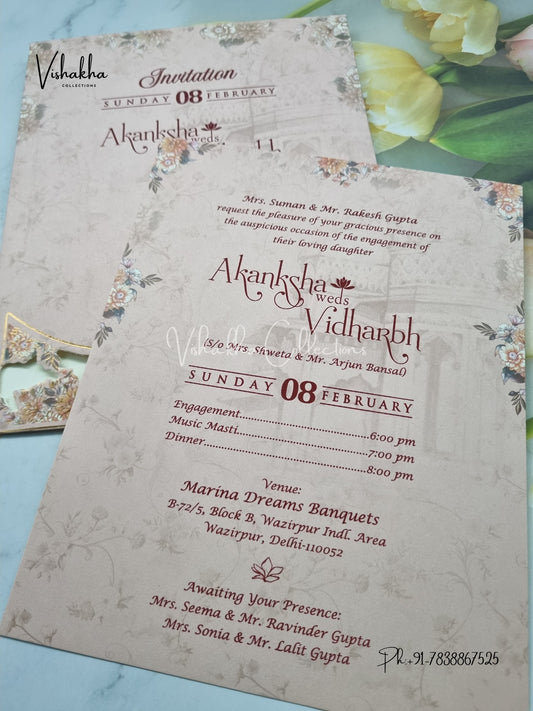 Vishakha
COLLECTIONS
Invitation
SUNDAY 08 FEBRUARY
Akanksha
weds
Mrs. Suman & Mr. Rakesh Gupta
request the pleasure of your gracious presence on
the auspicious occasion of the engagement of
their loving daughter
Akanksha
weds
Vidharbh
Vishakha Collections
(S/o Mrs. Shweta & Mr. Arjun Bansal)
SUNDAY 08 FEBRUARY
Engagement..............................6:00 pm
Music Masti..............................7:00 pm
Dinner..............................8:00 pm
Venue:
Marina Dreams Banquets
B-72/5, Block B, Wazirpur Indl. Area
Wazirpur, Delhi-110052
Awaiting Your Presence:
Mrs. Seema & Mr. Ravinder Gupta
Mrs. Sonia & Mr. Lalit Gupta
Ph:+91-7838867525